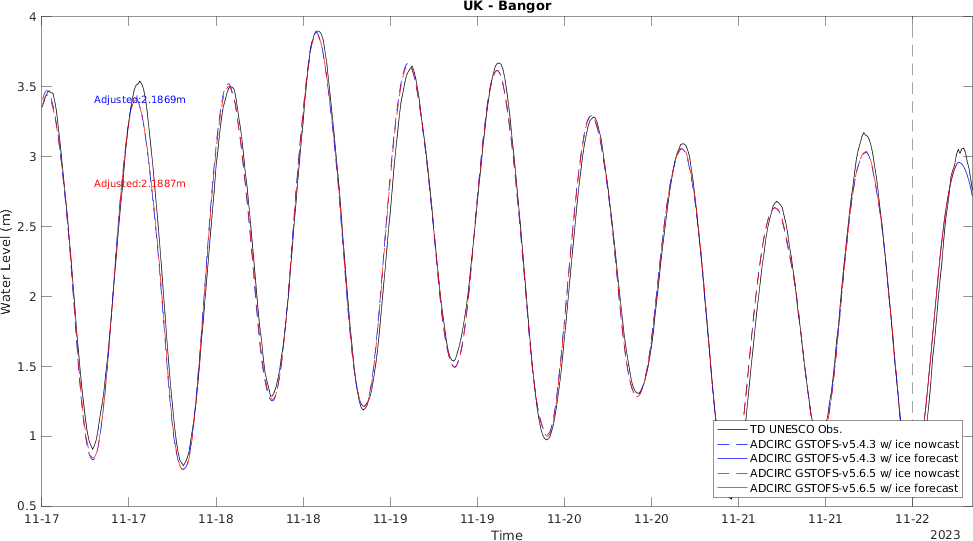 UK - Bangor
4
3.5
3
2.5
2
1.5
1
0.5
Water Level (m)
Adjusted:2.1869m
Adjusted:2.1887m
TD UNESCO Obs.
ADCIRC GSTOFS-v5.4.3 w/ ice nowcast
ADCIRC GSTOFS-v5.4.3 w/ ice forecast
ADCIRC GSTOFS-v5.6.5 w/ ice nowcast
ADCIRC GSTOFS-v5.6.5 w/ ice forecast
11-17 11-17 11-18 11-18 11-19 11-19 11-20 11-20 11-21 11-21 11-22
Time
2023